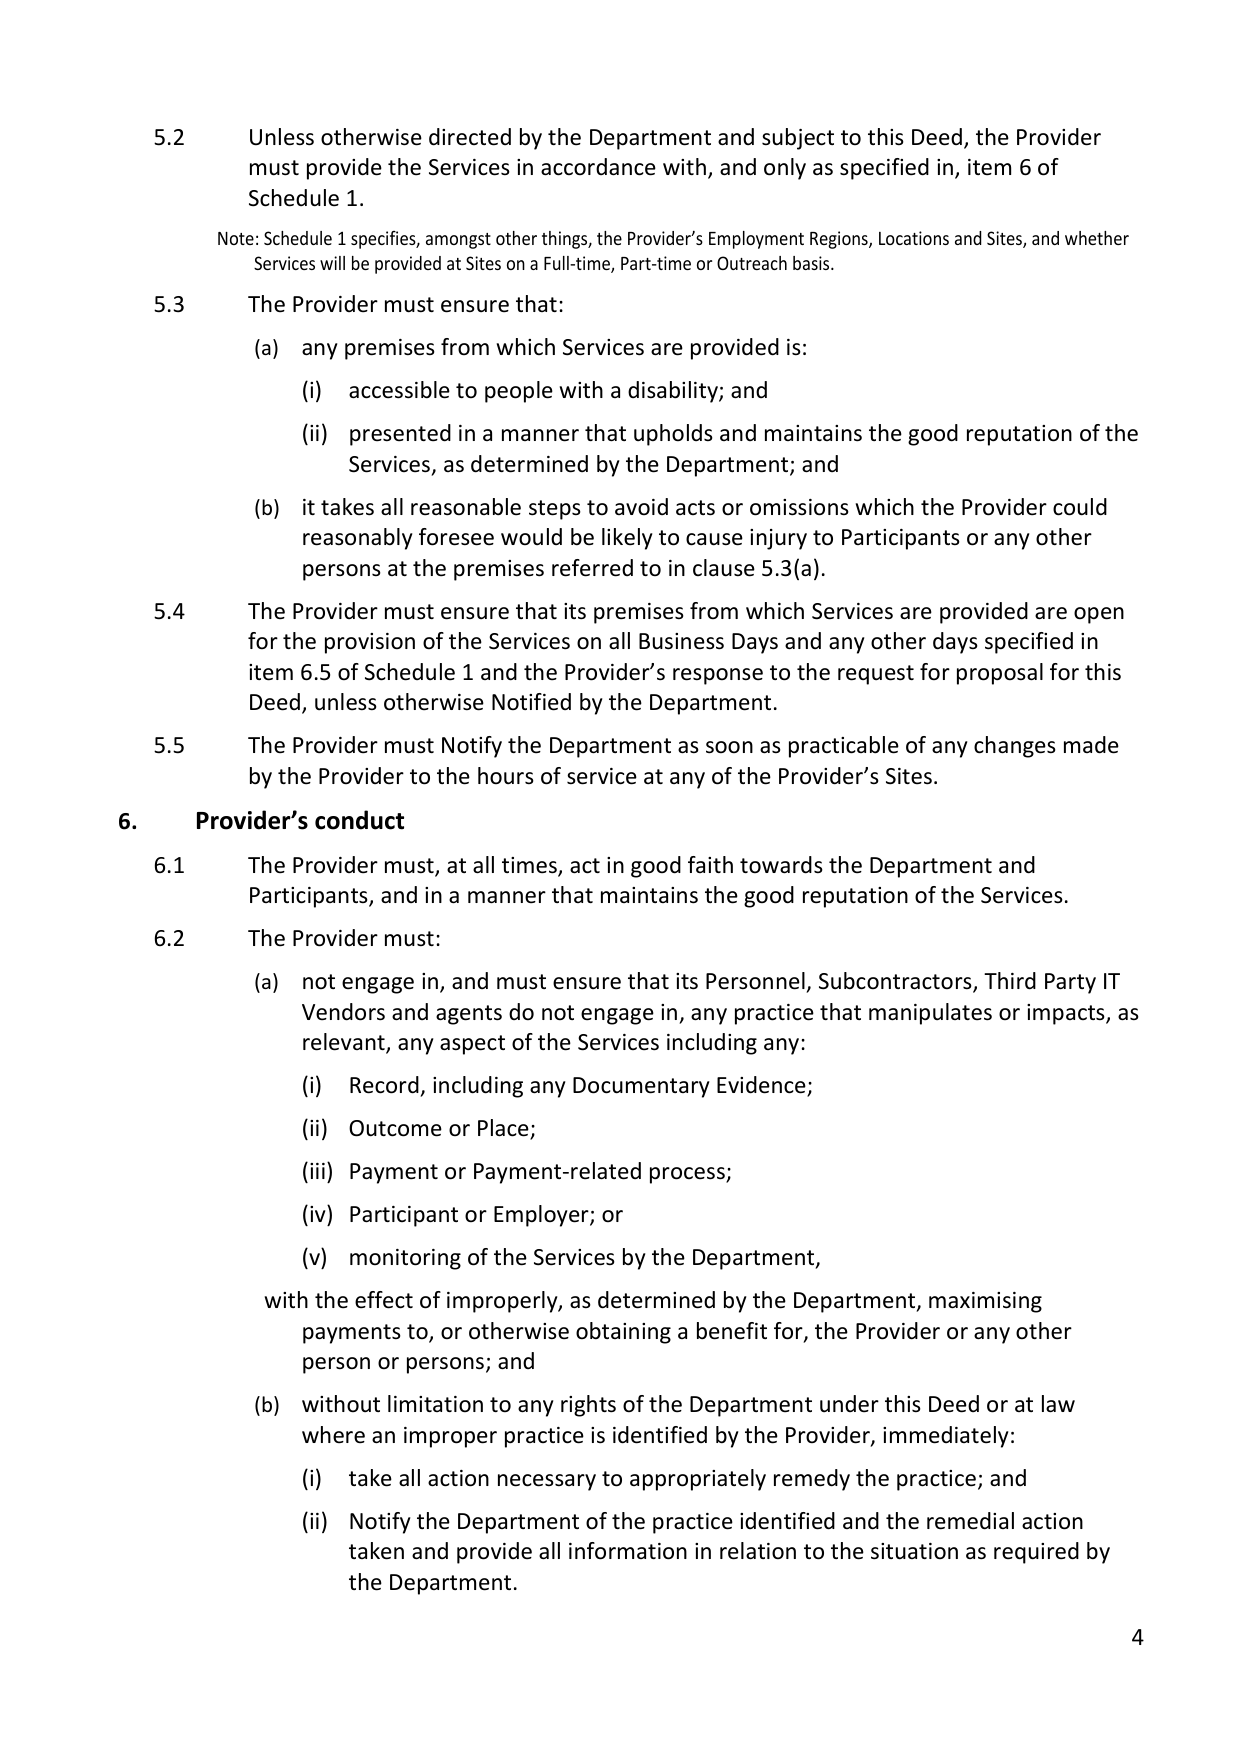 5.2 Unless otherwise directed by the Department and subject to this Deed, the Provider
must provide the Services in accordance with, and only as specified in, item 6 of
Schedule 1.
Note: Schedule 1 specifies, amongst other things, the Provider’s Employment Regions, Locations and Sites, and whether
Services will be provided at Sites on a Full-time, Part-time or Outreach basis.
5.3 The Provider must ensure that:
(a) any premises from which Services are provided is:
(i) accessible to people with a disability; and
(ii) presented in a manner that upholds and maintains the good reputation of the
Services, as determined by the Department; and
(b) it takes all reasonable steps to avoid acts or omissions which the Provider could
reasonably foresee would be likely to cause injury to Participants or any other
persons at the premises referred to in clause 5.3(a).
5.4 The Provider must ensure that its premises from which Services are provided are open
for the provision of the Services on all Business Days and any other days specified in
item 6.5 of Schedule 1 and the Provider’s response to the request for proposal for this
Deed, unless otherwise Notified by the Department.
5.5 The Provider must Notify the Department as soon as practicable of any changes made
by the Provider to the hours of service at any of the Provider’s Sites.
6. Provider’s conduct
6.1 The Provider must, at all times, act in good faith towards the Department and
Participants, and in a manner that maintains the good reputation of the Services.
6.2 The Provider must:
(a) not engage in, and must ensure that its Personnel, Subcontractors, Third Party IT
Vendors and agents do not engage in, any practice that manipulates or impacts, as
relevant, any aspect of the Services including any:
(i) Record, including any Documentary Evidence;
(ii) Outcome or Place;
(iii) Payment or Payment-related process;
(iv) Participant or Employer; or
(v) monitoring of the Services by the Department,
with the effect of improperly, as determined by the Department, maximising
payments to, or otherwise obtaining a benefit for, the Provider or any other
person or persons; and
(b) without limitation to any rights of the Department under this Deed or at law
where an improper practice is identified by the Provider, immediately:
(i) take all action necessary to appropriately remedy the practice; and
(ii) Notify the Department of the practice identified and the remedial action
taken and provide all information in relation to the situation as required by
the Department.
4